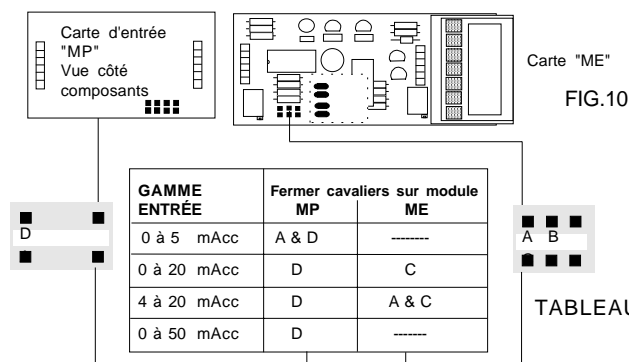 Carte d'entrée
"MP"
Vue côté
composants
Carte "ME"
FIG.10
GAMME
ENTRÉE
Fermer cavaliers sur module
MP ME
0 à 5 mAcc A & D --------
0 à 20 mAcc D C
4 à 20 mAcc D A & C
0 à 50 mAcc D -------
D
A B
TABLEAU